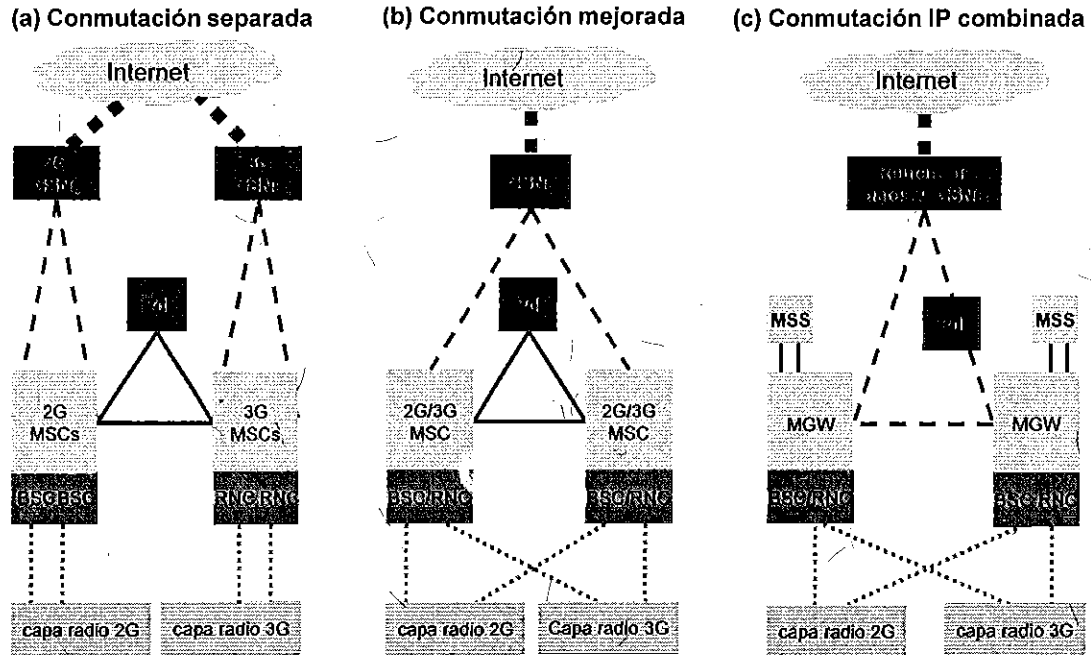 (a) Conmutación separada
(b) Conmutación mejorada
(c) Conmutación IP combinada
Internet
Internet
Internet
2G
3G
MSS
MSS
2G
MSCs
3G
MSCs
2G/3G
MSC
2G/3G
MSC
MGW
MGW
BSC BSC
RNC RNC
BSC/RNC
BSC/RNC
BSC/RNC
BSC/RNC
capa radio 2G
capa radio 3G
capa radio 2G
Capa radio 3G
capa radio 2G
capa radio 3G